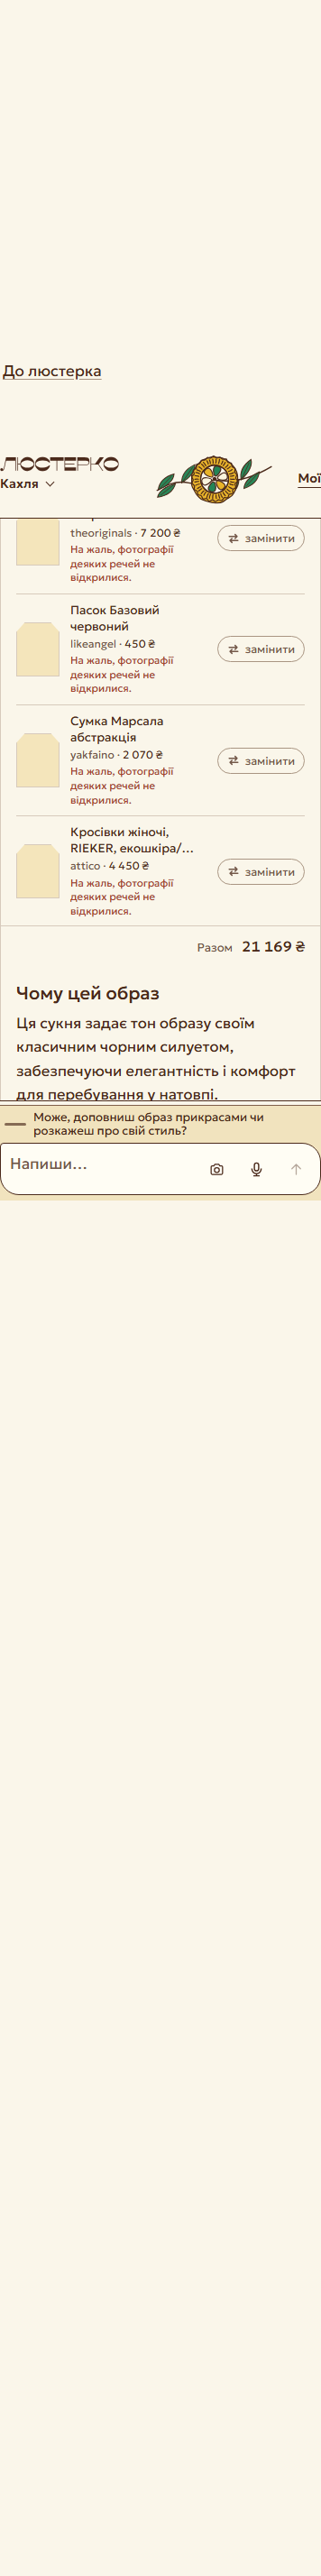 До люстерка
ЛЮСТЕРКО
Кахля
Мої
theoriginals · 7 200 ₴
На жаль, фотографії
деяких речей не
відкрилися.
замінити
Пасок Базовий
червоний
likeangel · 450 ₴
На жаль, фотографії
деяких речей не
відкрилися.
замінити
Сумка Марсала
абстракція
yakfaino · 2 070 ₴
На жаль, фотографії
деяких речей не
відкрилися.
замінити
Кросівки жіночі,
RIEKER, екошкіра/...
attico · 4 450 ₴
На жаль, фотографії
деяких речей не
відкрилися.
замінити
Разом 21 169 ₴
Чому цей образ
Ця сукня задає тон образу своїм
класичним чорним силуетом,
забезпечуючи елегантність і комфорт
для перебування у натовпі.
Може, доповниш образ прикрасами чи
розкажеш про свій стиль?
Напиши...